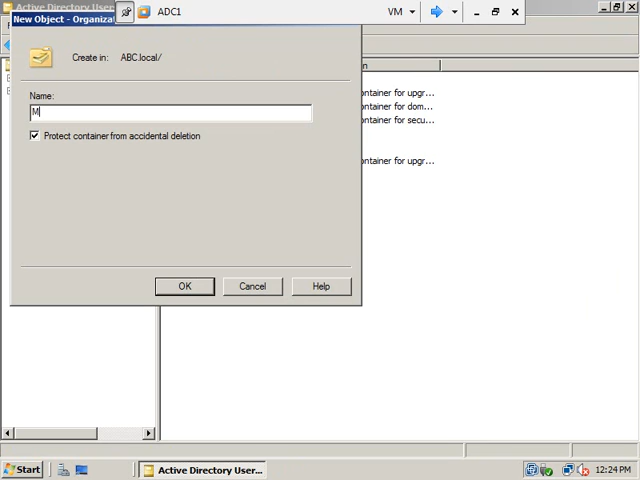 Active Directory User
ADC1
VM
New Object - Organizat
Create in: ABC.local/
Name:
M
Protect container from accidental deletion
OK
Cancel
Help
on
ontainer for upgr...
ontainer for dom...
ontainer for secu...
ontainer for upgr...
Start
Active Directory User...
12:24 PM